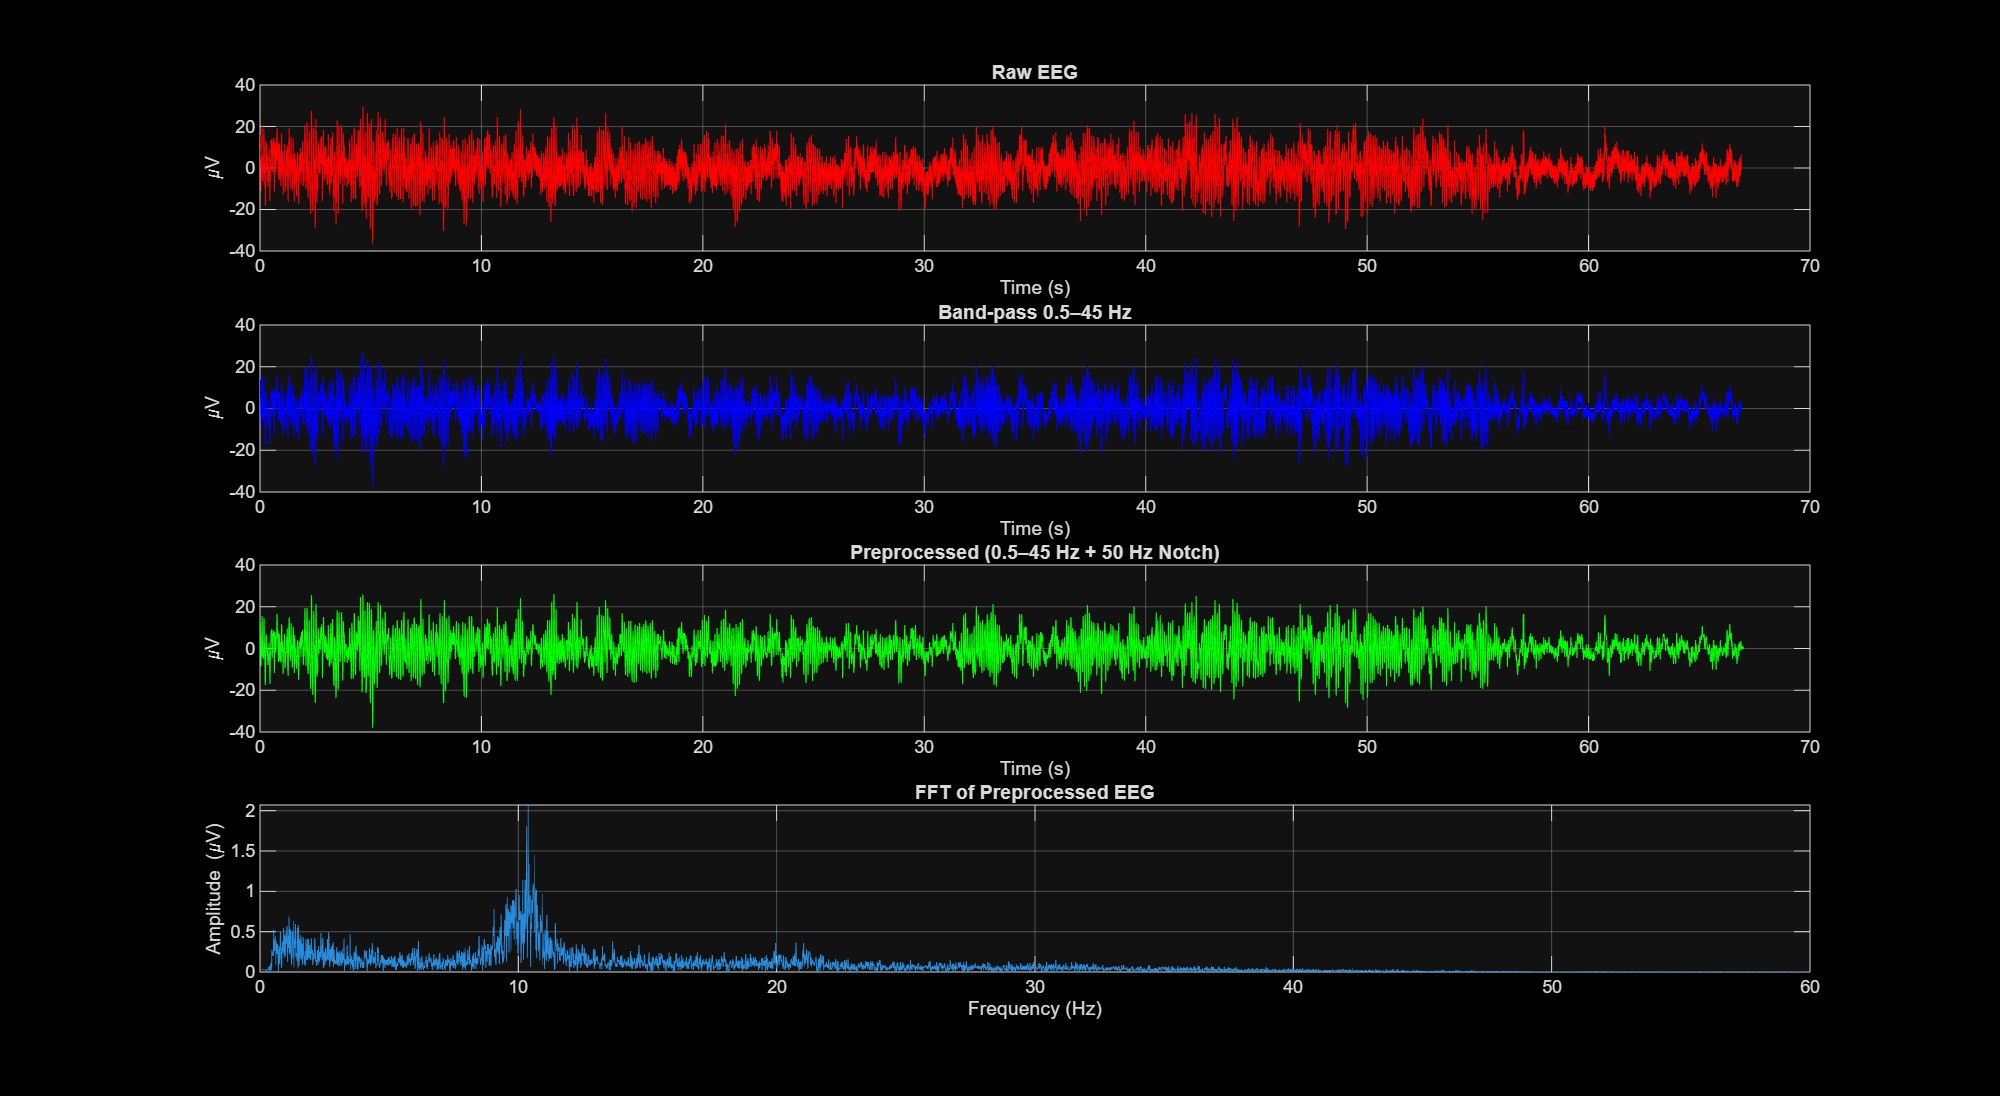 Raw EEG
40
20
0
-20
-40
μV
0 10 20 30 40 50 60 70
Time (s)
Band-pass 0.5–45 Hz
40
20
0
-20
-40
μV
0 10 20 30 40 50 60 70
Time (s)
Preprocessed (0.5–45 Hz + 50 Hz Notch)
40
20
0
-20
-40
μV
0 10 20 30 40 50 60 70
Time (s)
FFT of Preprocessed EEG
2
1.5
1
0.5
0
Amplitude (μV)
0 10 20 30 40 50 60
Frequency (Hz)